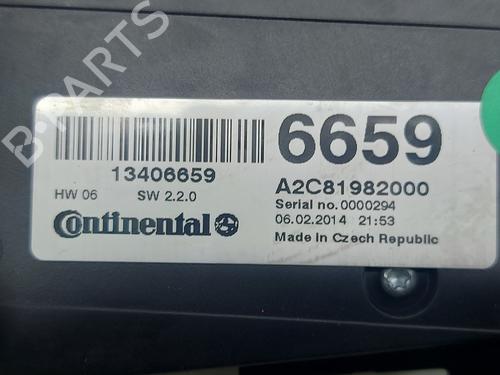 B-PARTS
13406659
HW 06 SW 2.2.0
Continental
6659
A2C81982000
Serial no.0000294
06.02.2014 21:53
Made in Czech Republic